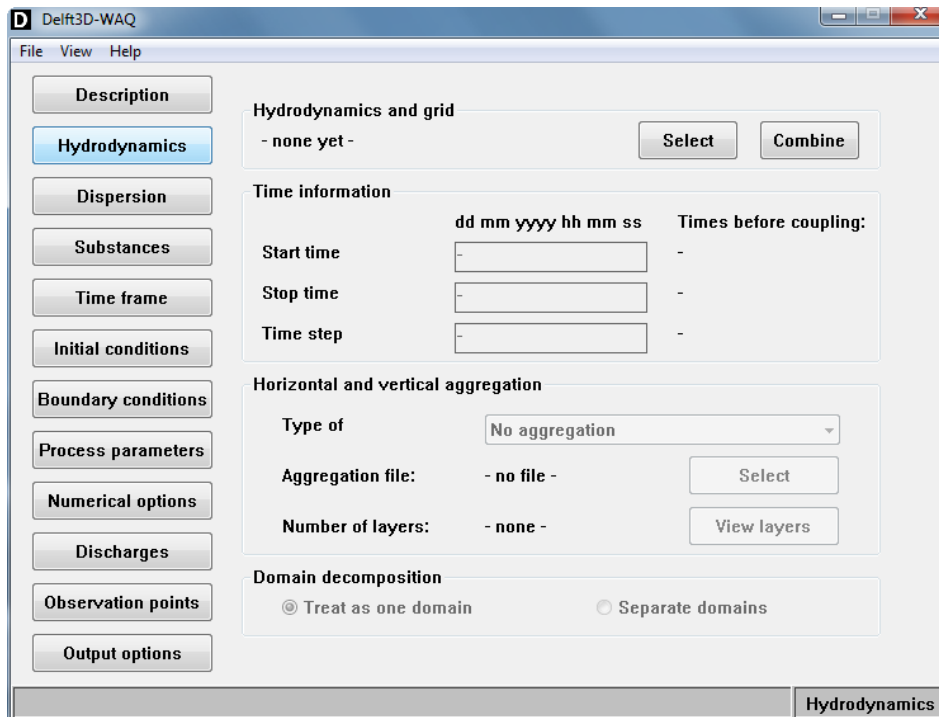 D Delft3D-WAQ
File View Help
Description
Hydrodynamics
Dispersion
Substances
Time frame
Initial conditions
Boundary conditions
Process parameters
Numerical options
Discharges
Observation points
Output options
Hydrodynamics and grid
- none yet - Select Combine
Time information
dd mm yyyy hh mm ss Times before coupling:
Start time - -
Stop time - -
Time step - -
Horizontal and vertical aggregation
Type of No aggregation
Aggregation file: - no file - Select
Number of layers: - none - View layers
Domain decomposition
Treat as one domain Separate domains
Hydrodynamics